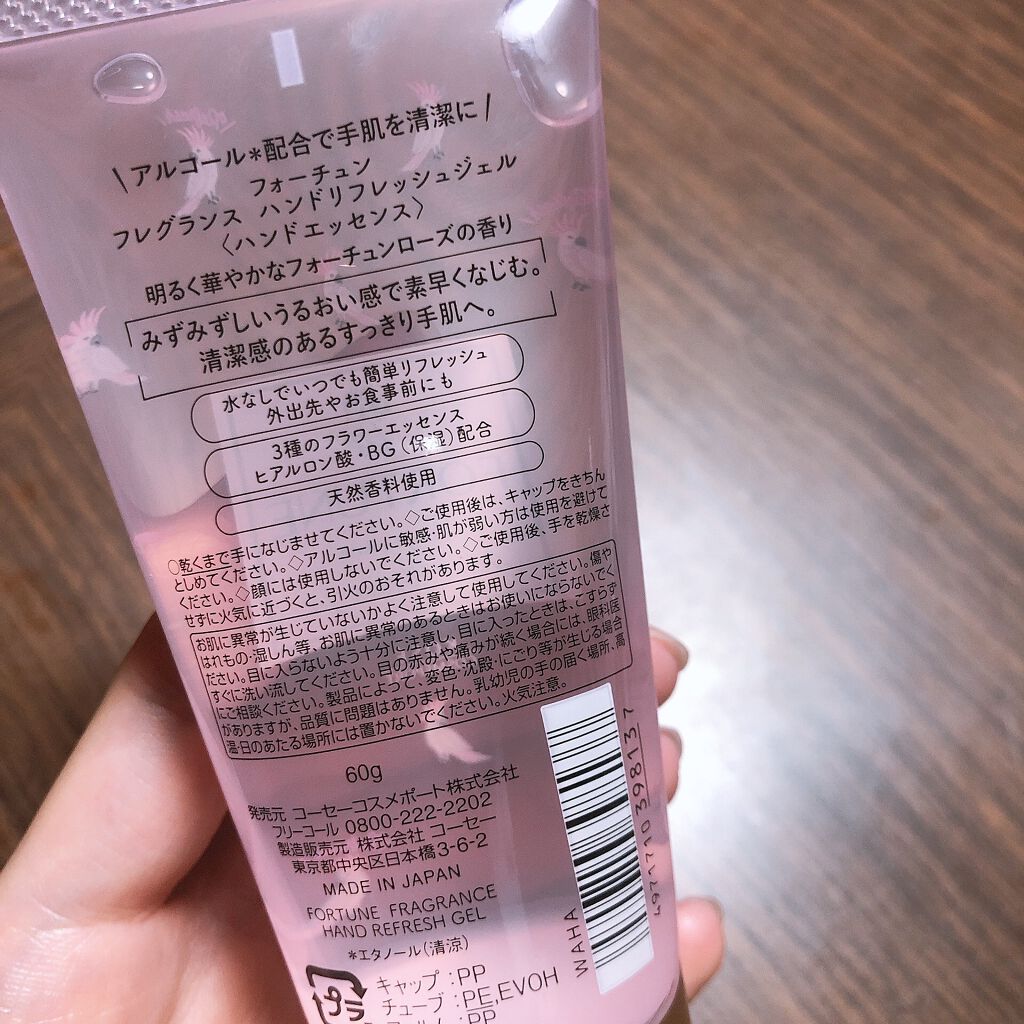 \アルコール*配合で手肌を清潔に/
フォーチュン
フレグランス ハンドリフレッシュジェル
〈ハンドエッセンス〉
明るく華やかなフォーチュンローズの香り
みずみずしいうるおい感で素早くなじむ。
清潔感のあるすっきり手肌へ。
水なしでいつでも簡単リフレッシュ
外出先やお食事前にも
3種のフラワーエッセンス
ヒアルロン酸・BG(保湿)配合
天然香料使用
○乾くまで手になじませてください。◇ご使用後は、キャップをきちん
としめてください。◇アルコールに敏感・肌が弱い方は使用を避けて
ください。◇顔には使用しないでください。◇ご使用後、手を乾燥さ
せずに火気に近づくと、引火のおそれがあります。
お肌に異常が生じていないかよく注意して使用してください。傷や
はれもの・湿しん等、お肌に異常のあるときはお使いにならないでく
ださい。目に入らないよう十分に注意し、目に入ったときは、こすらず
すぐに洗い流してください。目の赤みや痛みが続く場合には、眼科医
にご相談ください。製品によって、変色・沈殿・にごり等が生じる場合
がありますが、品質に問題はありません。乳幼児の手の届く場所、高
温・日のあたる場所には置かないでください。火気注意。
60g
発売元 コーセーコスメポート株式会社
フリーコール 0800-222-2202
製造販売元 株式会社 コーセー
東京都中央区日本橋3-6-2
MADE IN JAPAN
FORTUNE FRAGRANCE
HAND REFRESH GEL
*エタノール(清涼)
プラ
キャップ:PP
チューブ:PE,EVOH
WAHA
4971710 39813 7